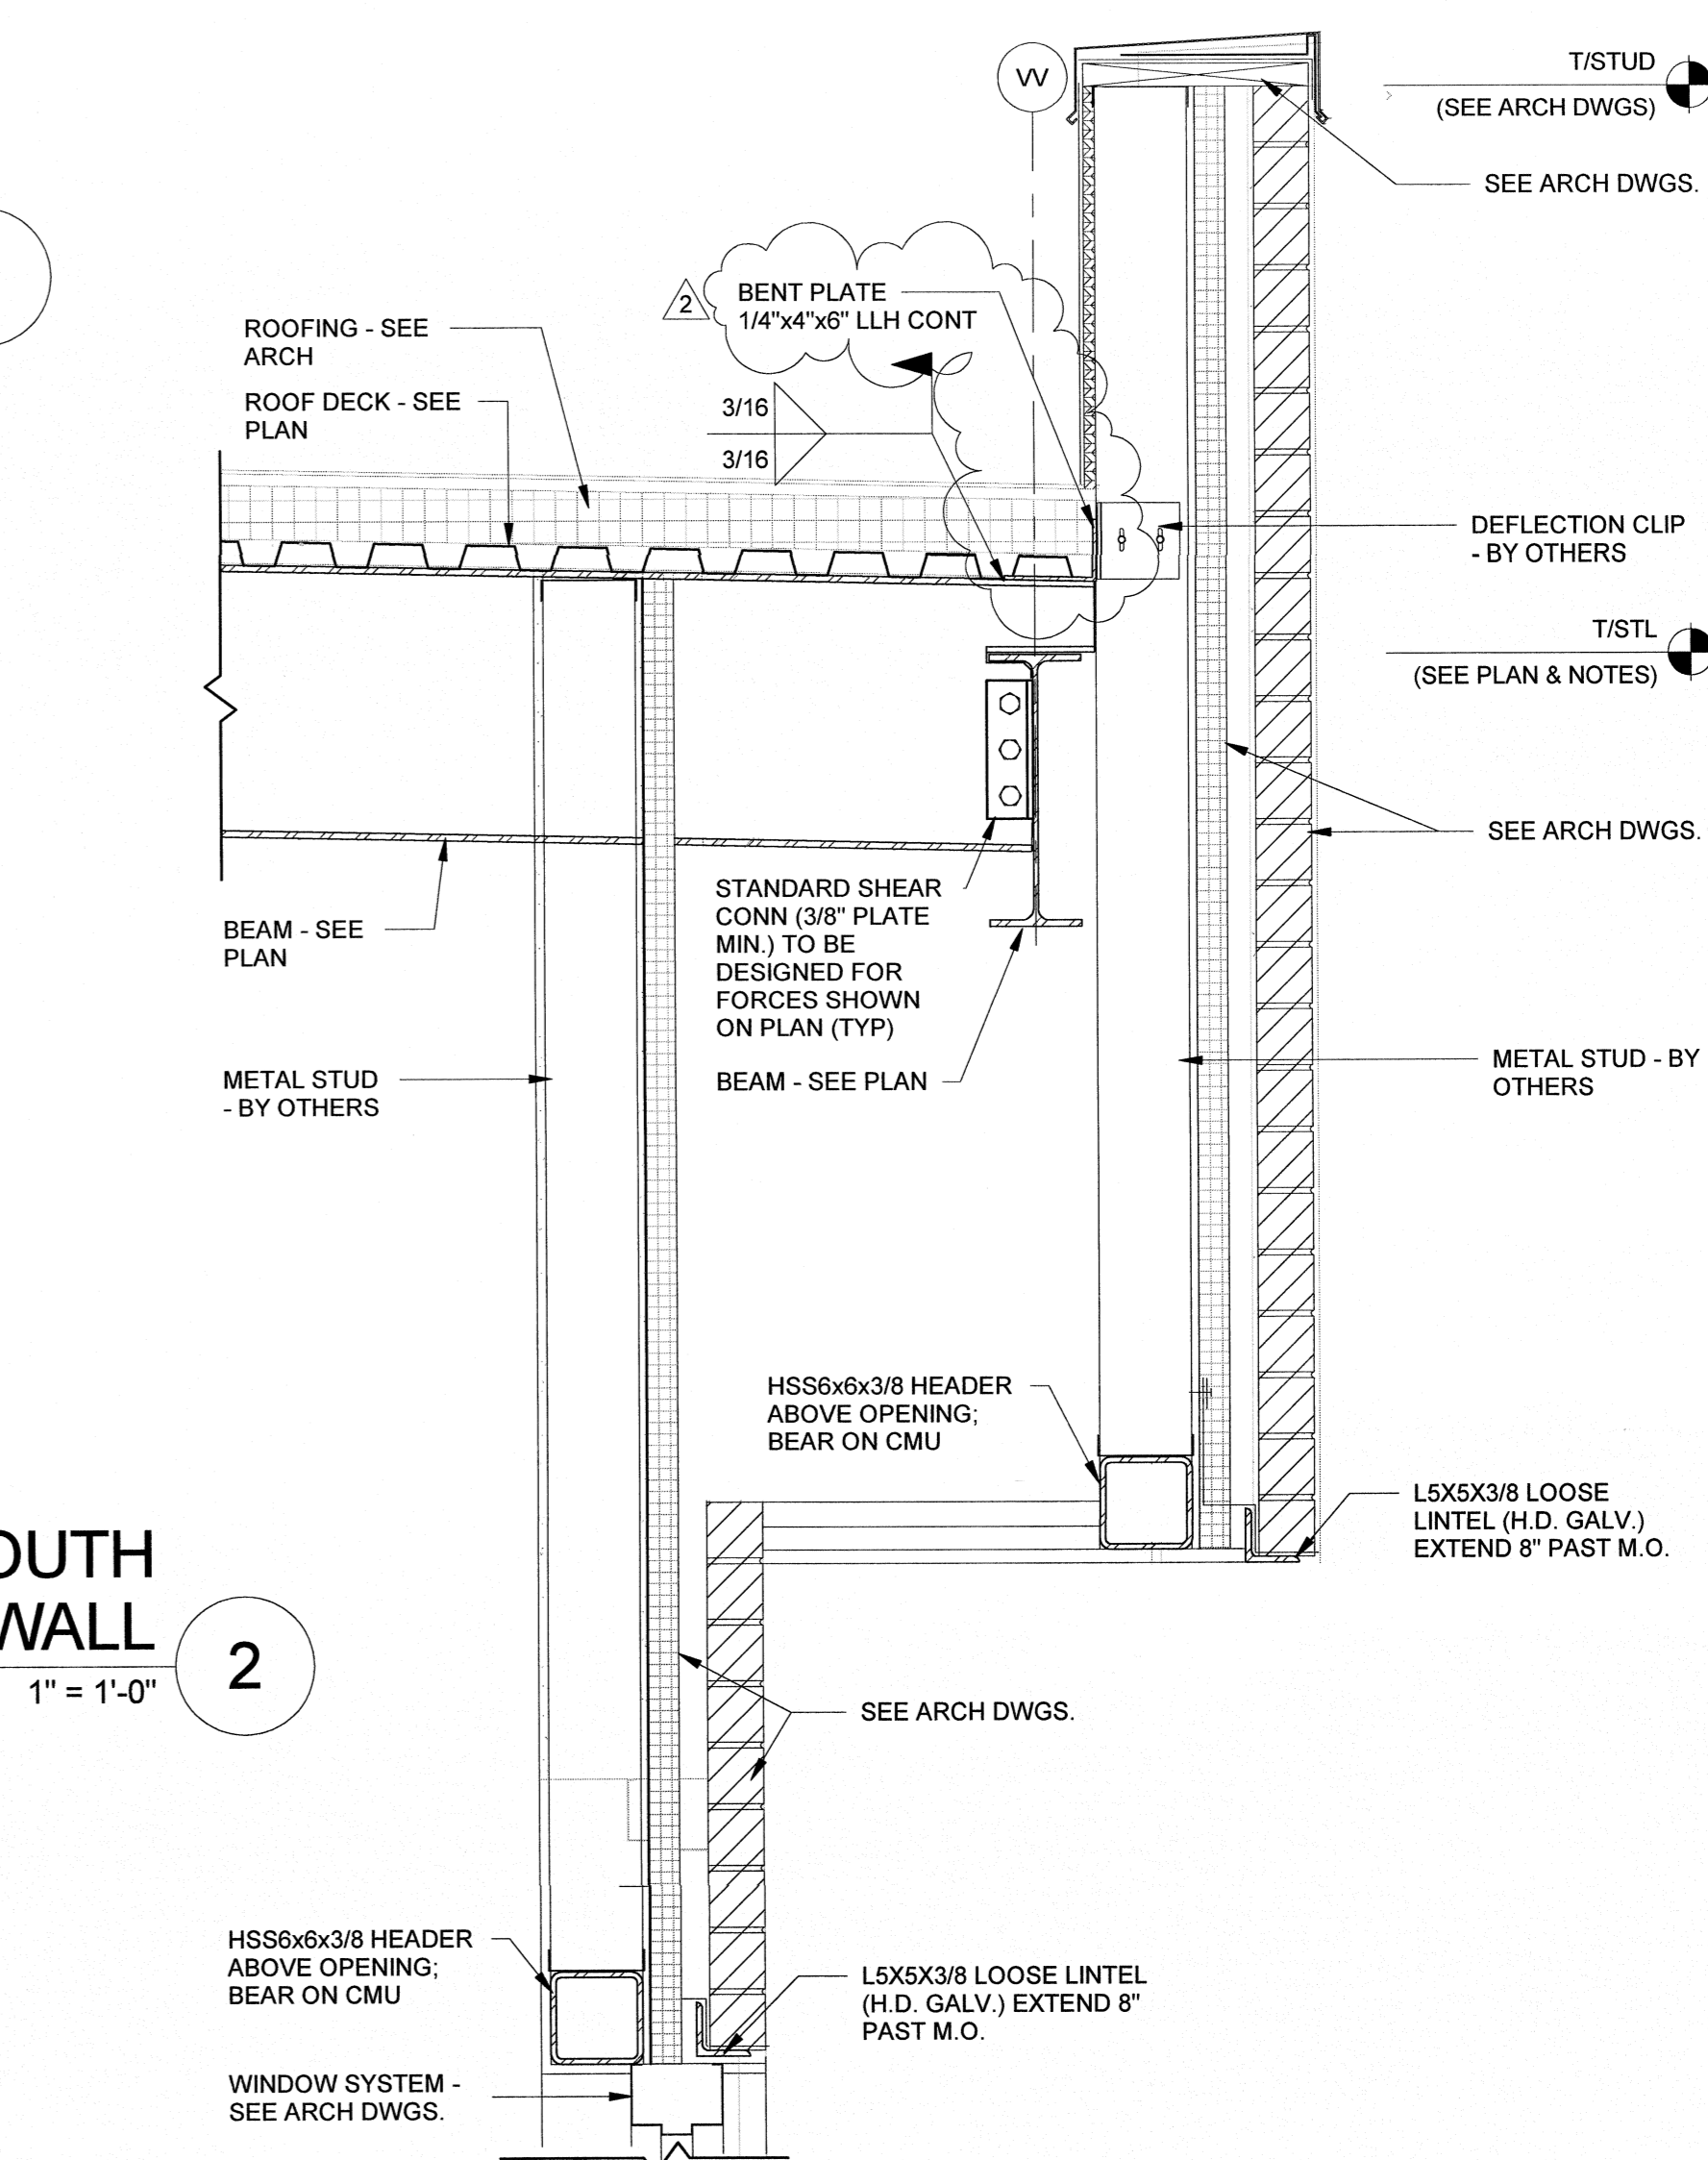 VV
T/STUD
(SEE ARCH DWGS)
SEE ARCH DWGS.
2
BENT PLATE
1/4"x4"x6" LLH CONT
ROOFING - SEE
ARCH
ROOF DECK - SEE
PLAN
3/16
3/16
DEFLECTION CLIP
- BY OTHERS
T/STL
(SEE PLAN & NOTES)
SEE ARCH DWGS.
STANDARD SHEAR
CONN (3/8" PLATE
MIN.) TO BE
DESIGNED FOR
FORCES SHOWN
ON PLAN (TYP)
BEAM - SEE
PLAN
BEAM - SEE PLAN
METAL STUD
- BY OTHERS
METAL STUD - BY
OTHERS
HSS6x6x3/8 HEADER
ABOVE OPENING;
BEAR ON CMU
L5X5X3/8 LOOSE
LINTEL (H.D. GALV.)
EXTEND 8" PAST M.O.
OUTH
WALL
1" = 1'-0"
2
SEE ARCH DWGS.
HSS6x6x3/8 HEADER
ABOVE OPENING;
BEAR ON CMU
L5X5X3/8 LOOSE LINTEL
(H.D. GALV.) EXTEND 8"
PAST M.O.
WINDOW SYSTEM -
SEE ARCH DWGS.